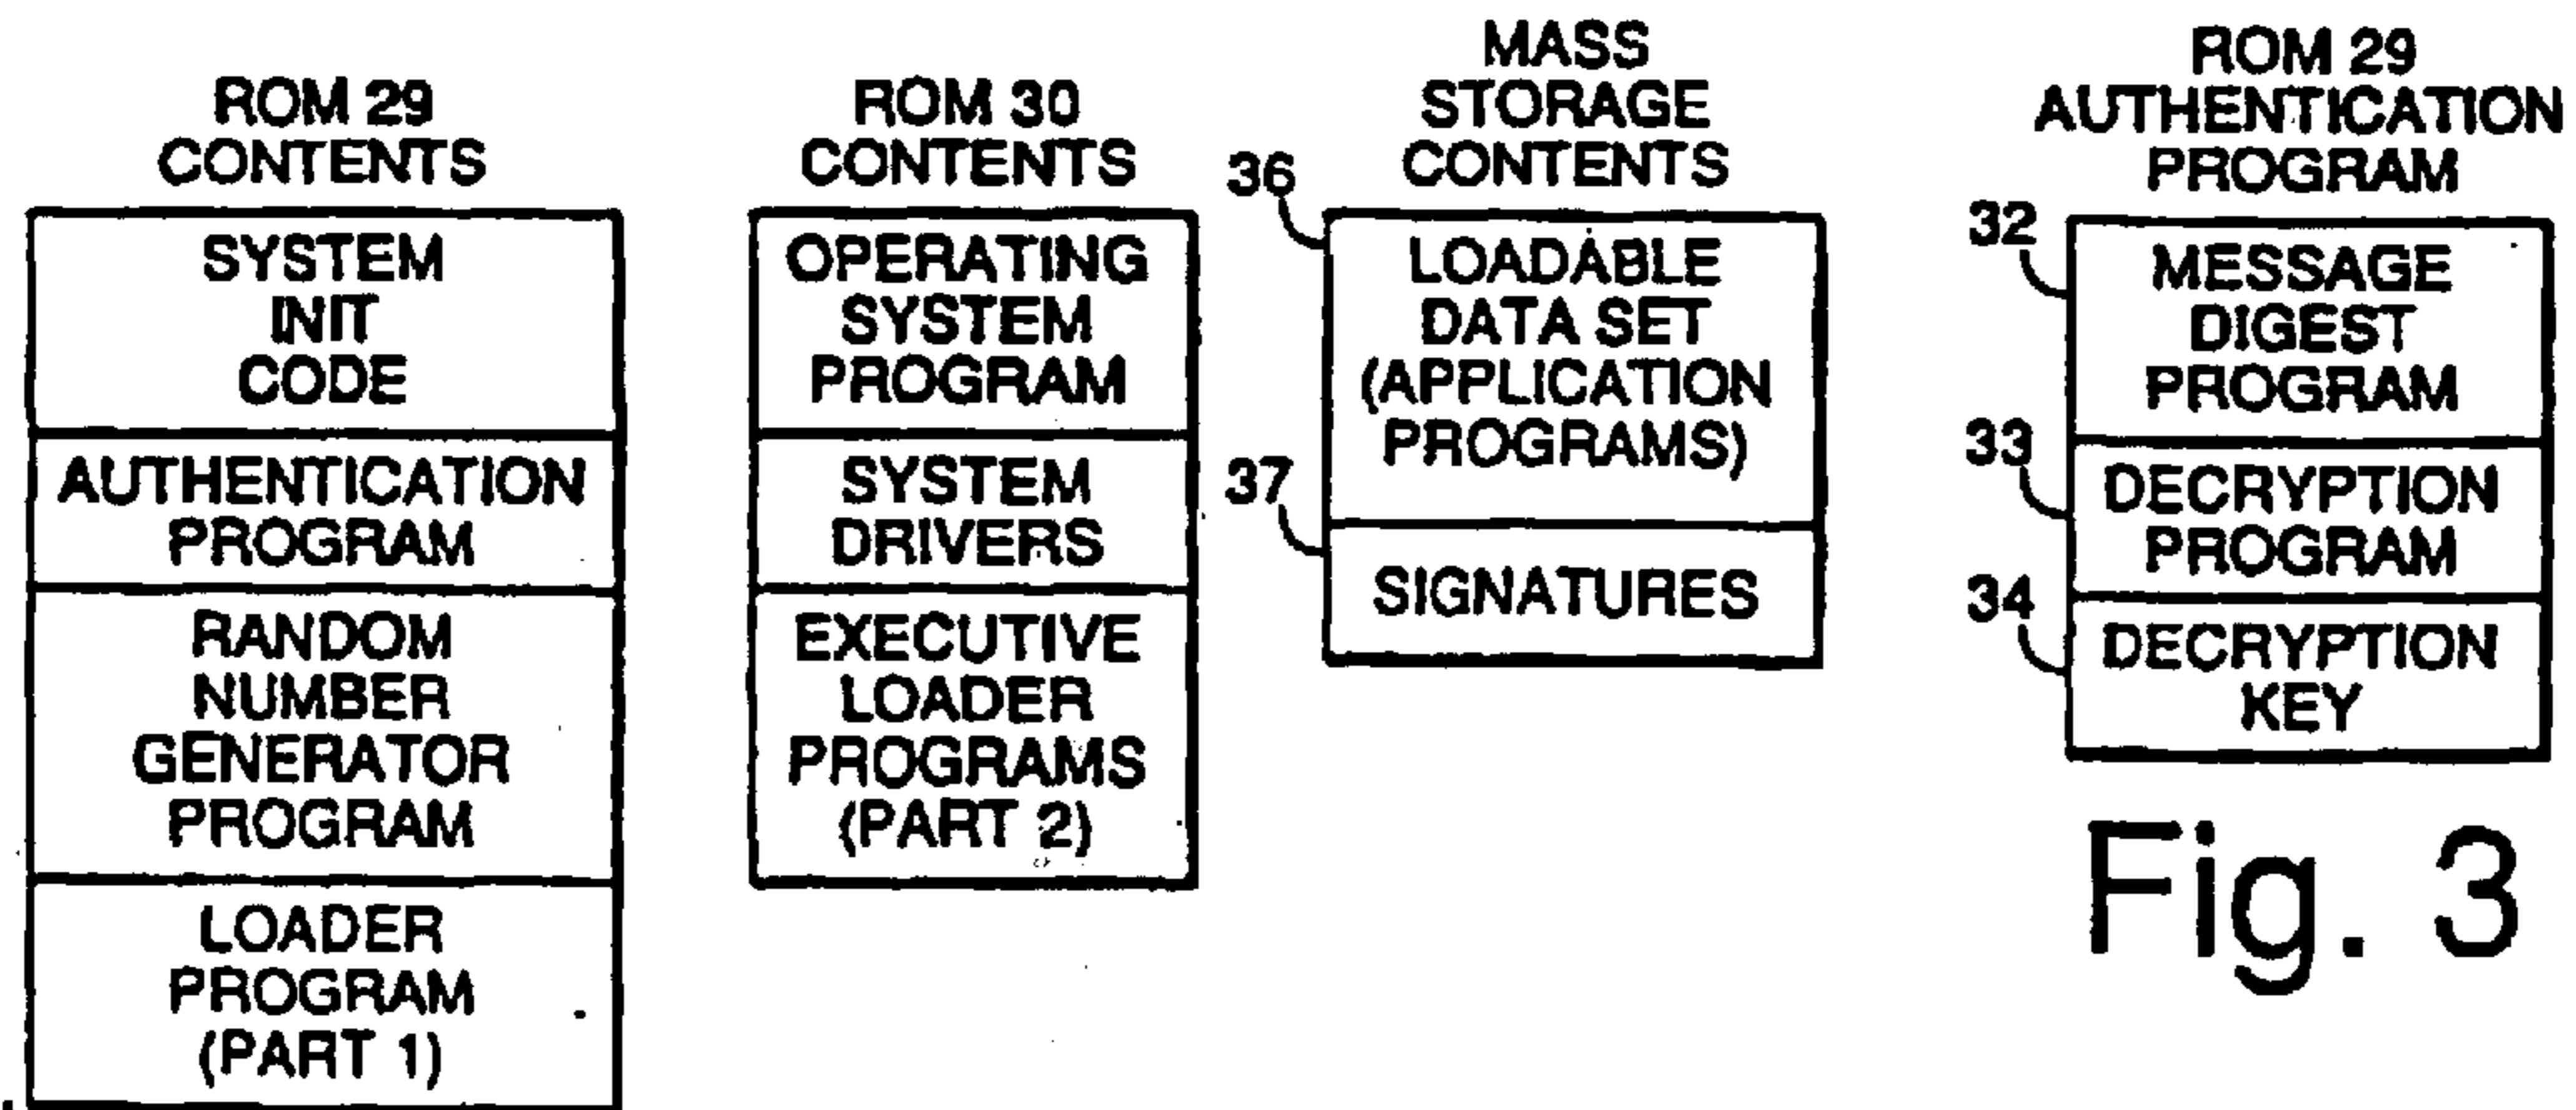 ROM 29
CONTENTS
SYSTEM
INIT
CODE
AUTHENTICATION
PROGRAM
RANDOM
NUMBER
GENERATOR
PROGRAM
LOADER
PROGRAM
(PART 1)
ROM 30
CONTENTS
OPERATING
SYSTEM
PROGRAM
SYSTEM
DRIVERS
EXECUTIVE
LOADER
PROGRAMS
(PART 2)
MASS
STORAGE
CONTENTS
36
LOADABLE
DATA SET
(APPLICATION
PROGRAMS)
37
SIGNATURES
ROM 29
AUTHENTICATION
PROGRAM
32
MESSAGE
DIGEST
PROGRAM
33
DECRYPTION
PROGRAM
34
DECRYPTION
KEY
Fig. 3